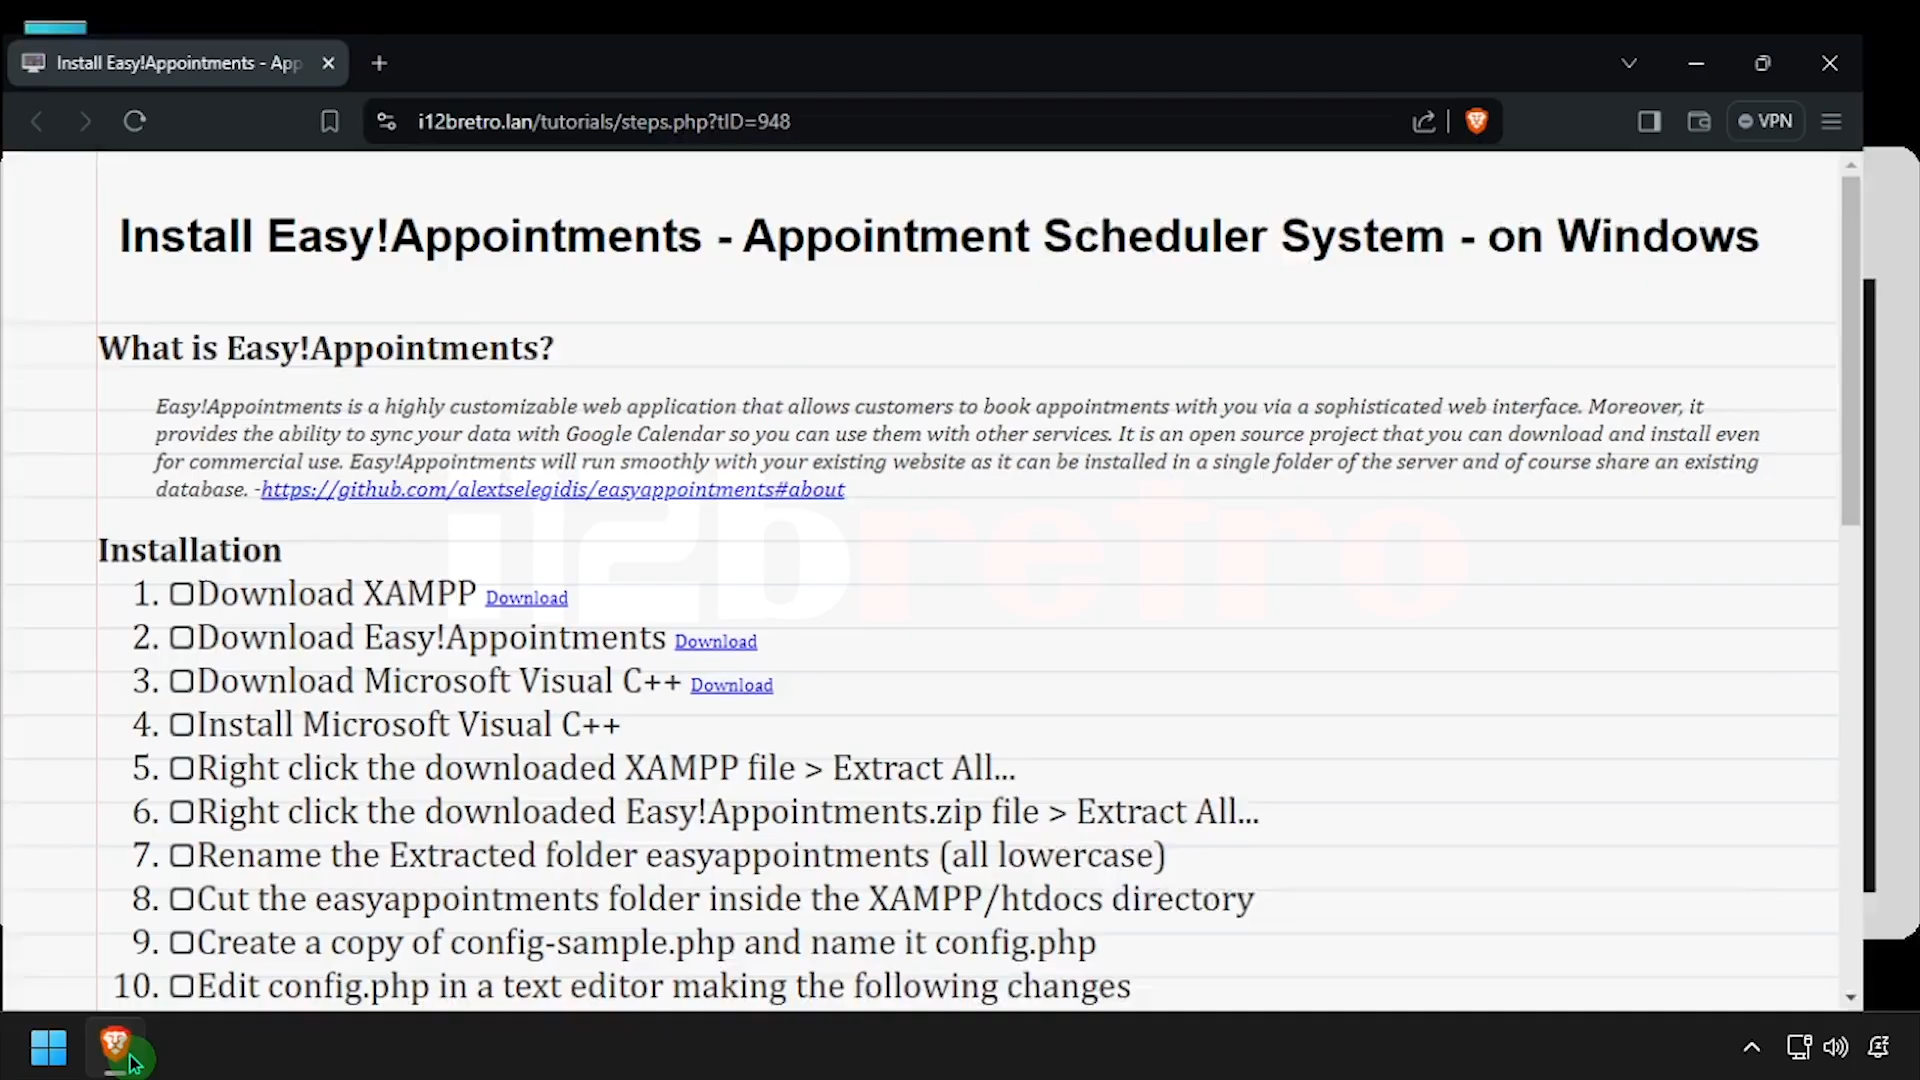 Install Easy!Appointments - App
i12bretro.lan/tutorials/steps.php?tID=948
VPN
Install Easy!Appointments - Appointment Scheduler System - on Windows
What is Easy!Appointments?
Easy!Appointments is a highly customizable web application that allows customers to book appointments with you via a sophisticated web interface. Moreover, it
provides the ability to sync your data with Google Calendar so you can use them with other services. It is an open source project that you can download and install even
for commercial use. Easy!Appointments will run smoothly with your existing website as it can be installed in a single folder of the server and of course share an existing
database. -https://github.com/alextselegidis/easyappointments#about
i12bretro
Installation
1. Download XAMPP Download
2. Download Easy!Appointments Download
3. Download Microsoft Visual C++ Download
4. Install Microsoft Visual C++
5. Right click the downloaded XAMPP file > Extract All...
6. Right click the downloaded Easy!Appointments.zip file > Extract All...
7. Rename the Extracted folder easyappointments (all lowercase)
8. Cut the easyappointments folder inside the XAMPP/htdocs directory
9. Create a copy of config-sample.php and name it config.php
10. Edit config.php in a text editor making the following changes